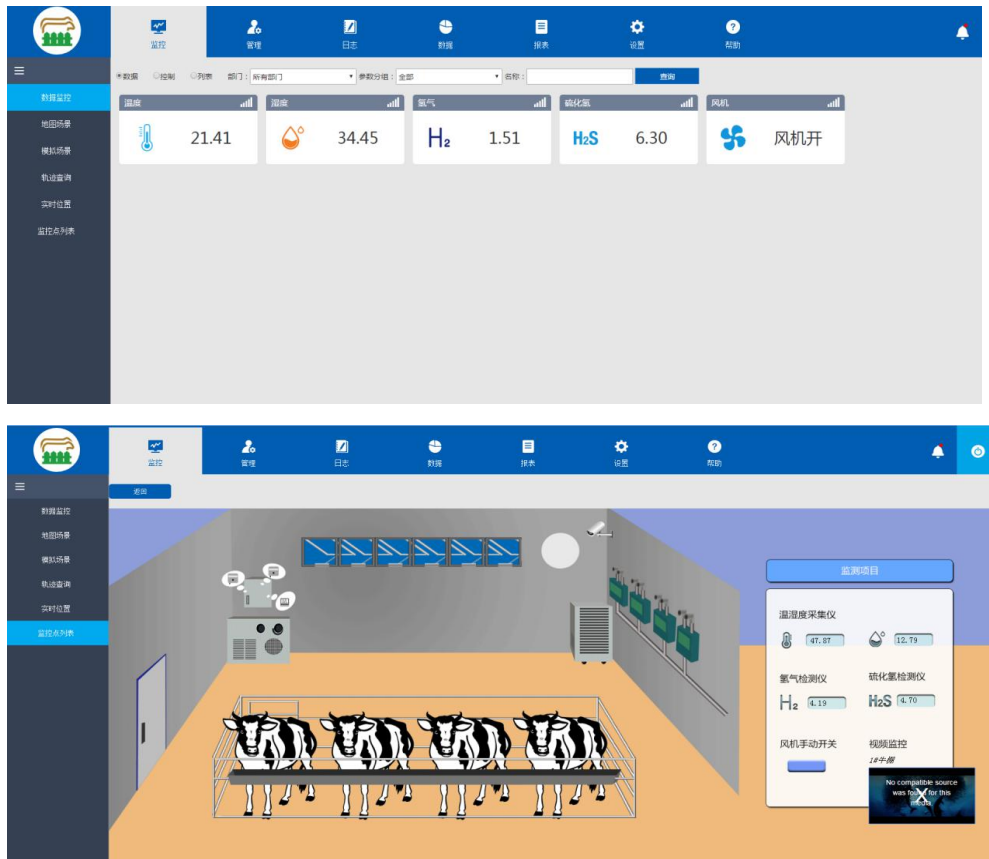 监控
管理
日志
数据
报表
设置
帮助
数据监控
地图场景
模拟场景
轨迹查询
实时位置
监控点列表
数据 控制 列表 部门： 所有部门 参数分组： 全部 名称： 查询
温度
21.41
湿度
34.45
氢气
H₂ 1.51
硫化氢
H₂S 6.30
风机
风机开
监控
管理
日志
数据
报表
设置
帮助
返回
数据监控
地图场景
模拟场景
轨迹查询
实时位置
监控点列表
监测项目
温湿度采集仪
47.87 12.79
氢气检测仪 硫化氢检测仪
H₂ 4.19 H₂S 4.70
风机手动开关 视频监控
1#牛棚
No compatible source
was found for this
media.